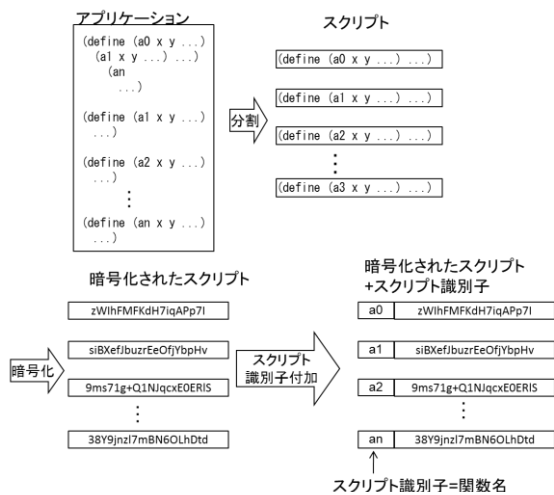 アプリケーション
(define (a0 x y ...)
(a1 x y ...) ...)
(an
...)
(define (a1 x y ...)
...)
(define (a2 x y ...)
...)
⋮
(define (an x y ...)
...)
分割
スクリプト
(define (a0 x y ...) ...)
(define (a1 x y ...) ...)
(define (a2 x y ...) ...)
⋮
(define (a3 x y ...) ...)
暗号化
暗号化されたスクリプト
zWIhFMFKdH7iqAPp7I
siBXefJbuzrEeOfjYbpHv
9ms71g+Q1NJqcxE0ERIS
⋮
38Y9jnzl7mBN6OLhDtd
スクリプト
識別子付加
暗号化されたスクリプト
+スクリプト識別子
a0 zWIhFMFKdH7iqAPp7I
a1 siBXefJbuzrEeOfjYbpHv
a2 9ms71g+Q1NJqcxE0ERIS
⋮
an 38Y9jnzl7mBN6OLhDtd
スクリプト識別子=関数名